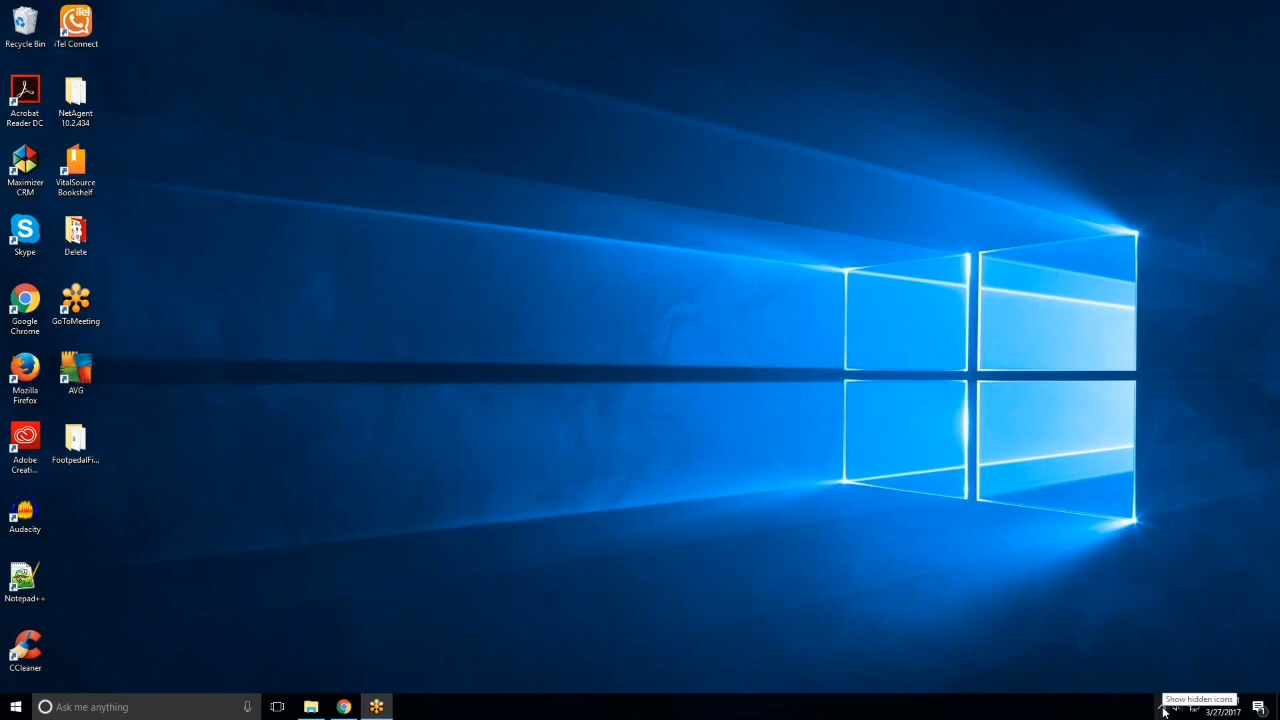 Recycle Bin
iTel
iTel Connect
Acrobat
Reader DC
NetAgent
10.2.434
Maximizer
CRM
VitalSource
Bookshelf
Skype
Delete
Google
Chrome
GoToMeeting
Mozilla
Firefox
AVG
Adobe
Creati...
FootpedalFi...
Audacity
Notepad++
CCleaner
Ask me anything
Show hidden icons
3/27/2017
1